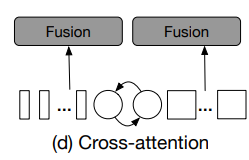 Fusion Fusion
... ...
(d) Cross-attention